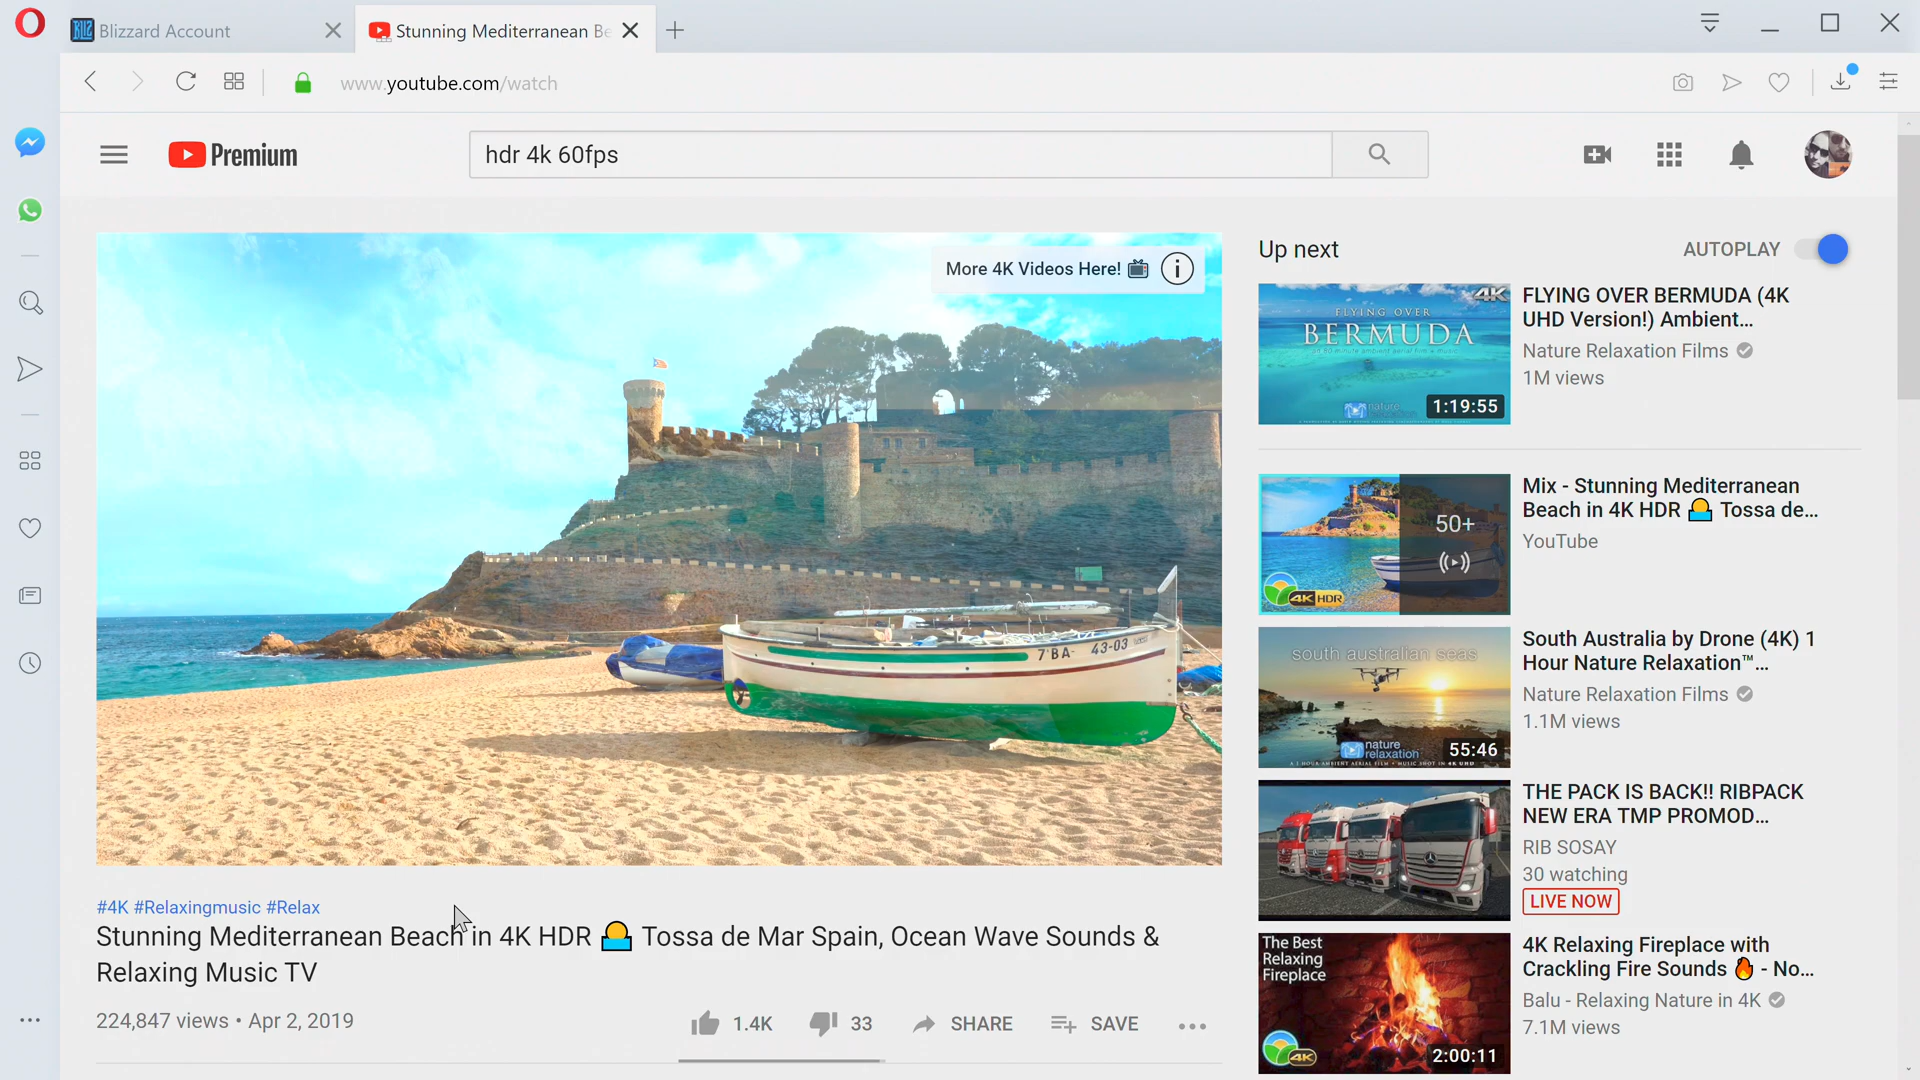 Blizzard Account
Stunning Mediterranean Be
www.youtube.com/watch
Premium
hdr 4k 60fps
More 4K Videos Here!
7ªBA- 43-03
#4K #Relaxingmusic #Relax
Stunning Mediterranean Beach in 4K HDR 🌅 Tossa de Mar Spain, Ocean Wave Sounds &
Relaxing Music TV
224,847 views • Apr 2, 2019
1.4K
33
SHARE
SAVE
Up next
AUTOPLAY
4K
FLYING OVER
BERMUDA
nature
relaxation
1:19:55
FLYING OVER BERMUDA (4K
UHD Version!) Ambient...
Nature Relaxation Films
1M views
50+
4K HDR
Mix - Stunning Mediterranean
Beach in 4K HDR 🌅 Tossa de...
YouTube
south australian seas
nature
relaxation
55:46
South Australia by Drone (4K) 1
Hour Nature Relaxation™...
Nature Relaxation Films
1.1M views
THE PACK IS BACK!! RIBPACK
NEW ERA TMP PROMOD...
RIB SOSAY
30 watching
LIVE NOW
The Best
Relaxing
Fireplace
4K
2:00:11
4K Relaxing Fireplace with
Crackling Fire Sounds 🔥 - No...
Balu - Relaxing Nature in 4K
7.1M views